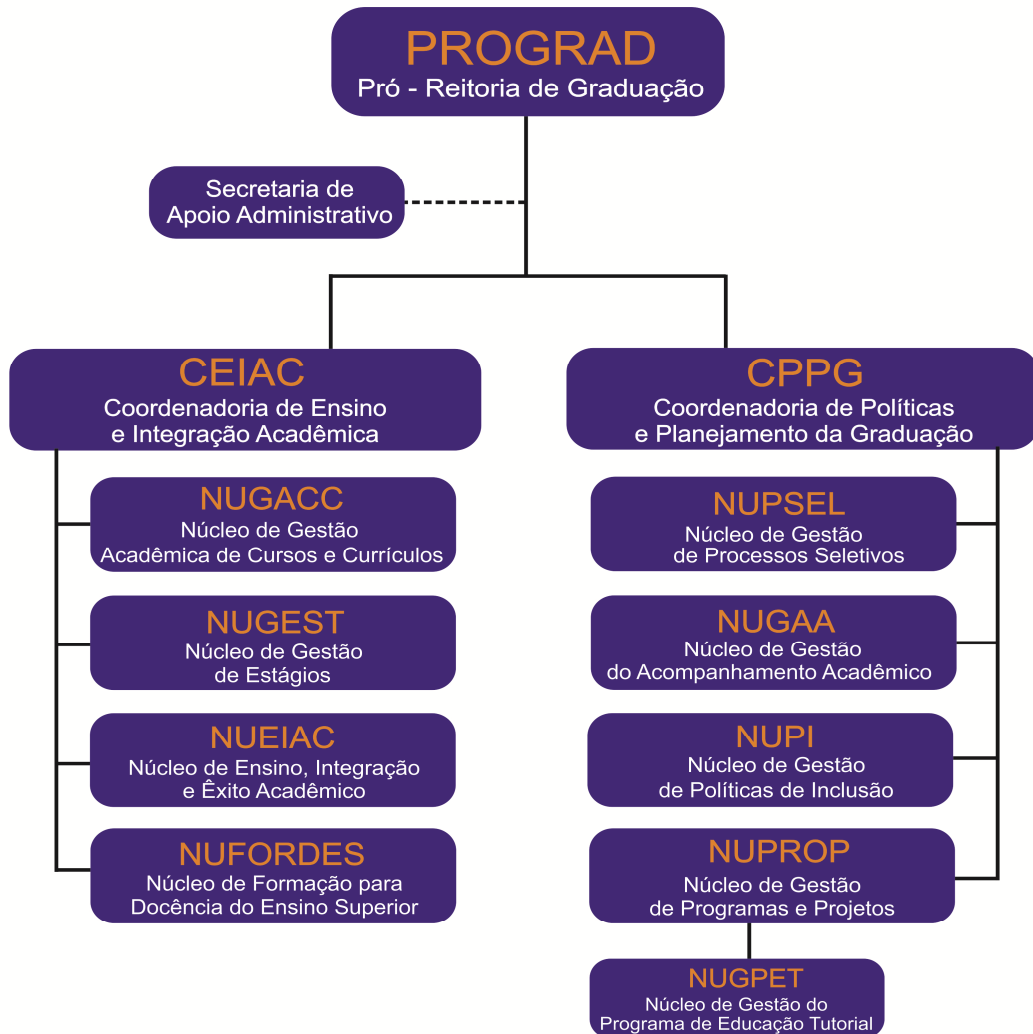 PROGRAD
Pró - Reitoria de Graduação
Secretaria de
Apoio Administrativo
CEIAC
Coordenadoria de Ensino
e Integração Acadêmica
NUGACC
Núcleo de Gestão
Acadêmica de Cursos e Currículos
NUGEST
Núcleo de Gestão
de Estágios
NUEIAC
Núcleo de Ensino, Integração
e Êxito Acadêmico
NUFORDES
Núcleo de Formação para
Docência do Ensino Superior
CPPG
Coordenadoria de Políticas
e Planejamento da Graduação
NUPSEL
Núcleo de Gestão
de Processos Seletivos
NUGAA
Núcleo de Gestão
do Acompanhamento Acadêmico
NUPI
Núcleo de Gestão
de Políticas de Inclusão
NUPROP
Núcleo de Gestão
de Programas e Projetos
NUGPET
Núcleo de Gestão do
Programa de Educação Tutorial